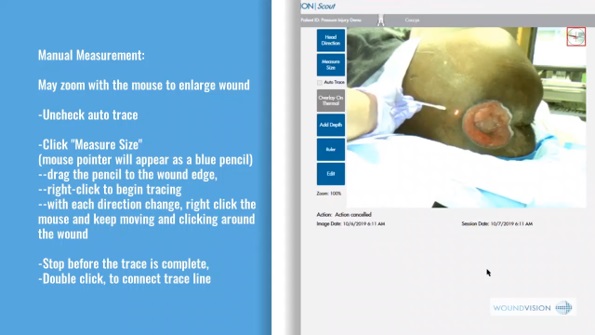 Manual Measurement:
May zoom with the mouse to enlarge wound
-Uncheck auto trace
-Click "Measure Size"
(mouse pointer will appear as a blue pencil)
--drag the pencil to the wound edge,
--right-click to begin tracing
--with each direction change, right click the
mouse and keep moving and clicking around
the wound
-Stop before the trace is complete,
-Double click, to connect trace line
ION | Scout
Patient ID: Pressure Injury Demo
Head
Direction
Measure
Size
Auto Trace
Overlay On
Thermal
Add Depth
Ruler
Edit
Zoom: 100%
Action: Action cancelled
Image Date: 10/6/2019 6:11 AM
Session Date: 10/7/2019 6:11 AM
WOUNDVISION